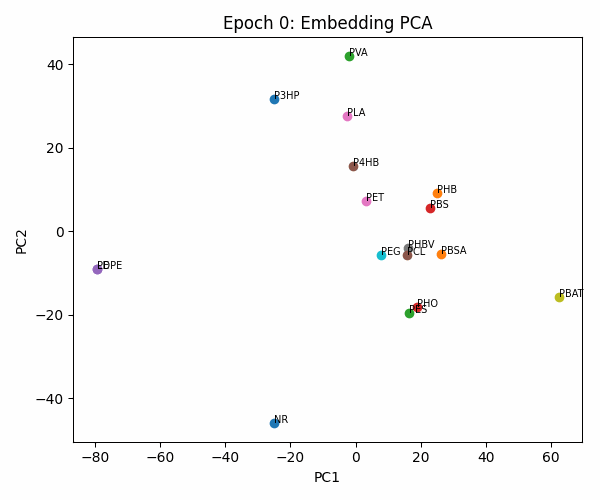 Epoch 0: Embedding PCA
PVA
P3HP
PLA
P4HB
PET
PHB
PBS
PHBV
PEG
PCL
PBSA
PBAT
PHO
PES
NR
PC2
40
20
0
−20
−40
−80
−60
−40
−20
0
20
40
60
PC1